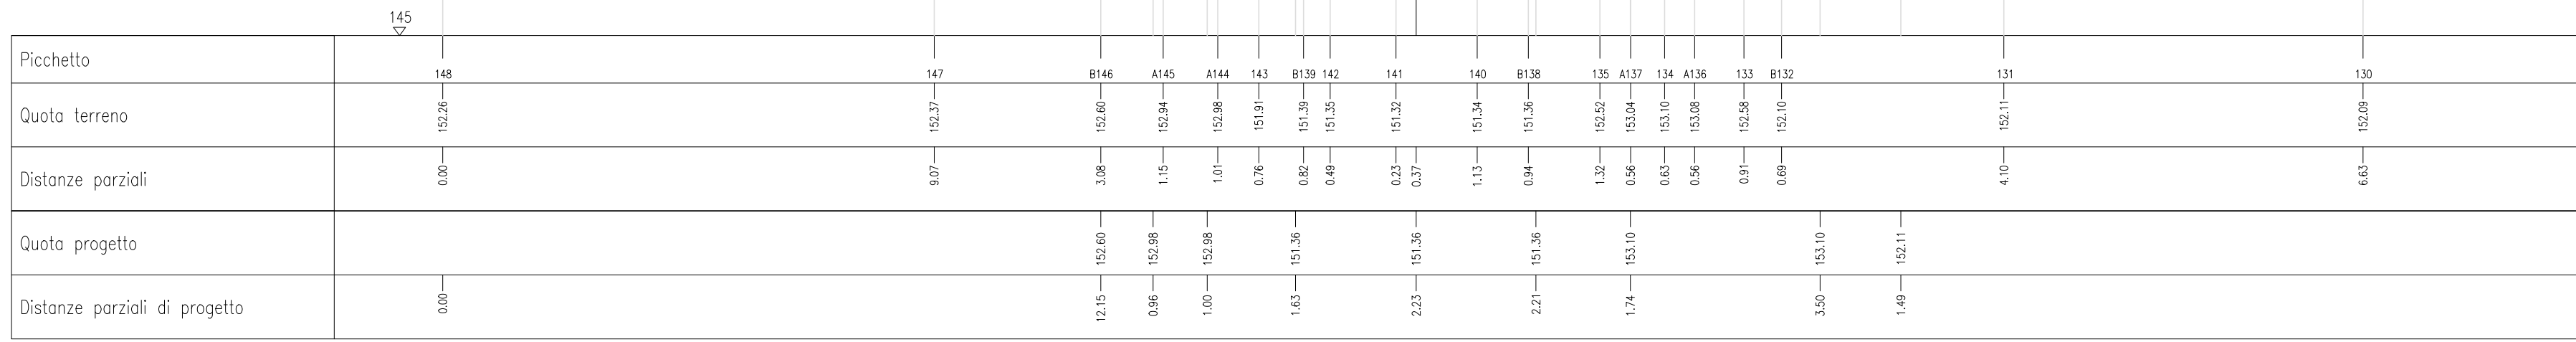 145
Picchetto 148 147 B146 A145 A144 143 B139 142 141 140 B138 135 A137 134 A136 133 B132 131 130
Quota terreno 152.26 152.37 152.60 152.94 152.98 151.91 151.39 151.35 151.32 151.34 151.36 152.52 153.04 153.10 153.08 152.58 152.10 152.11 152.09
Distanze parziali 0.00 9.07 3.08 1.15 1.01 0.76 0.82 0.49 0.23 0.37 1.13 0.94 1.32 0.56 0.63 0.56 0.91 0.69 4.10 6.63
Quota progetto 152.60 152.98 152.98 151.36 151.36 151.36 153.10 153.10 152.11
Distanze parziali di progetto 0.00 12.15 0.96 1.00 1.63 2.23 2.21 1.74 3.50 1.49